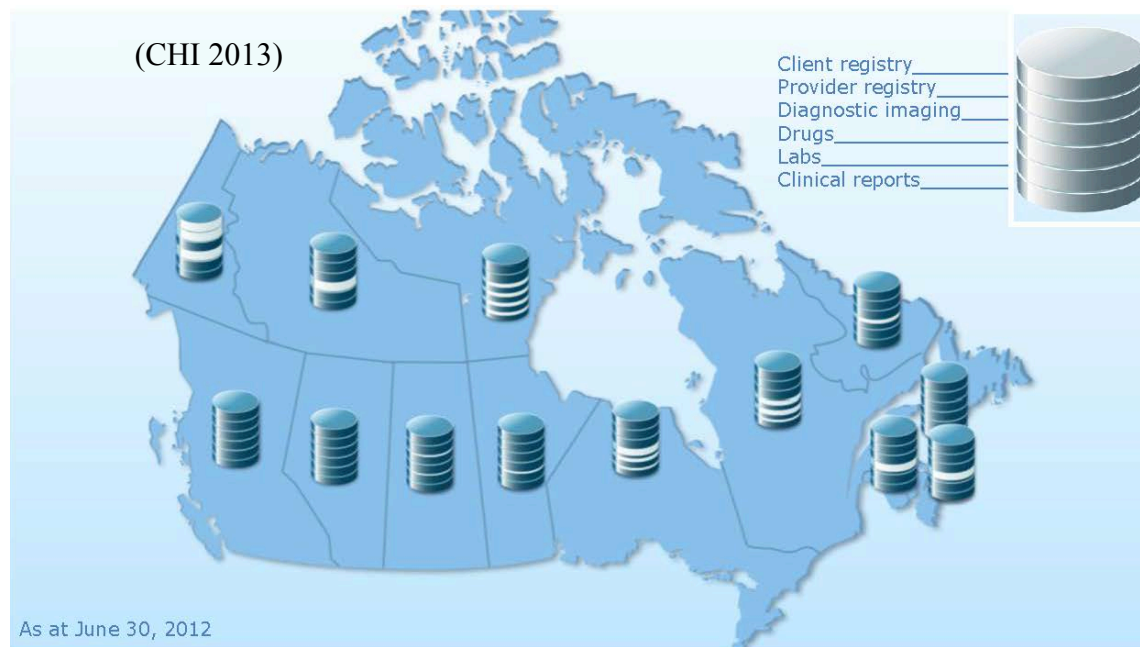 (CHI 2013)
Client registry
Provider registry
Diagnostic imaging
Drugs
Labs
Clinical reports
As at June 30, 2012